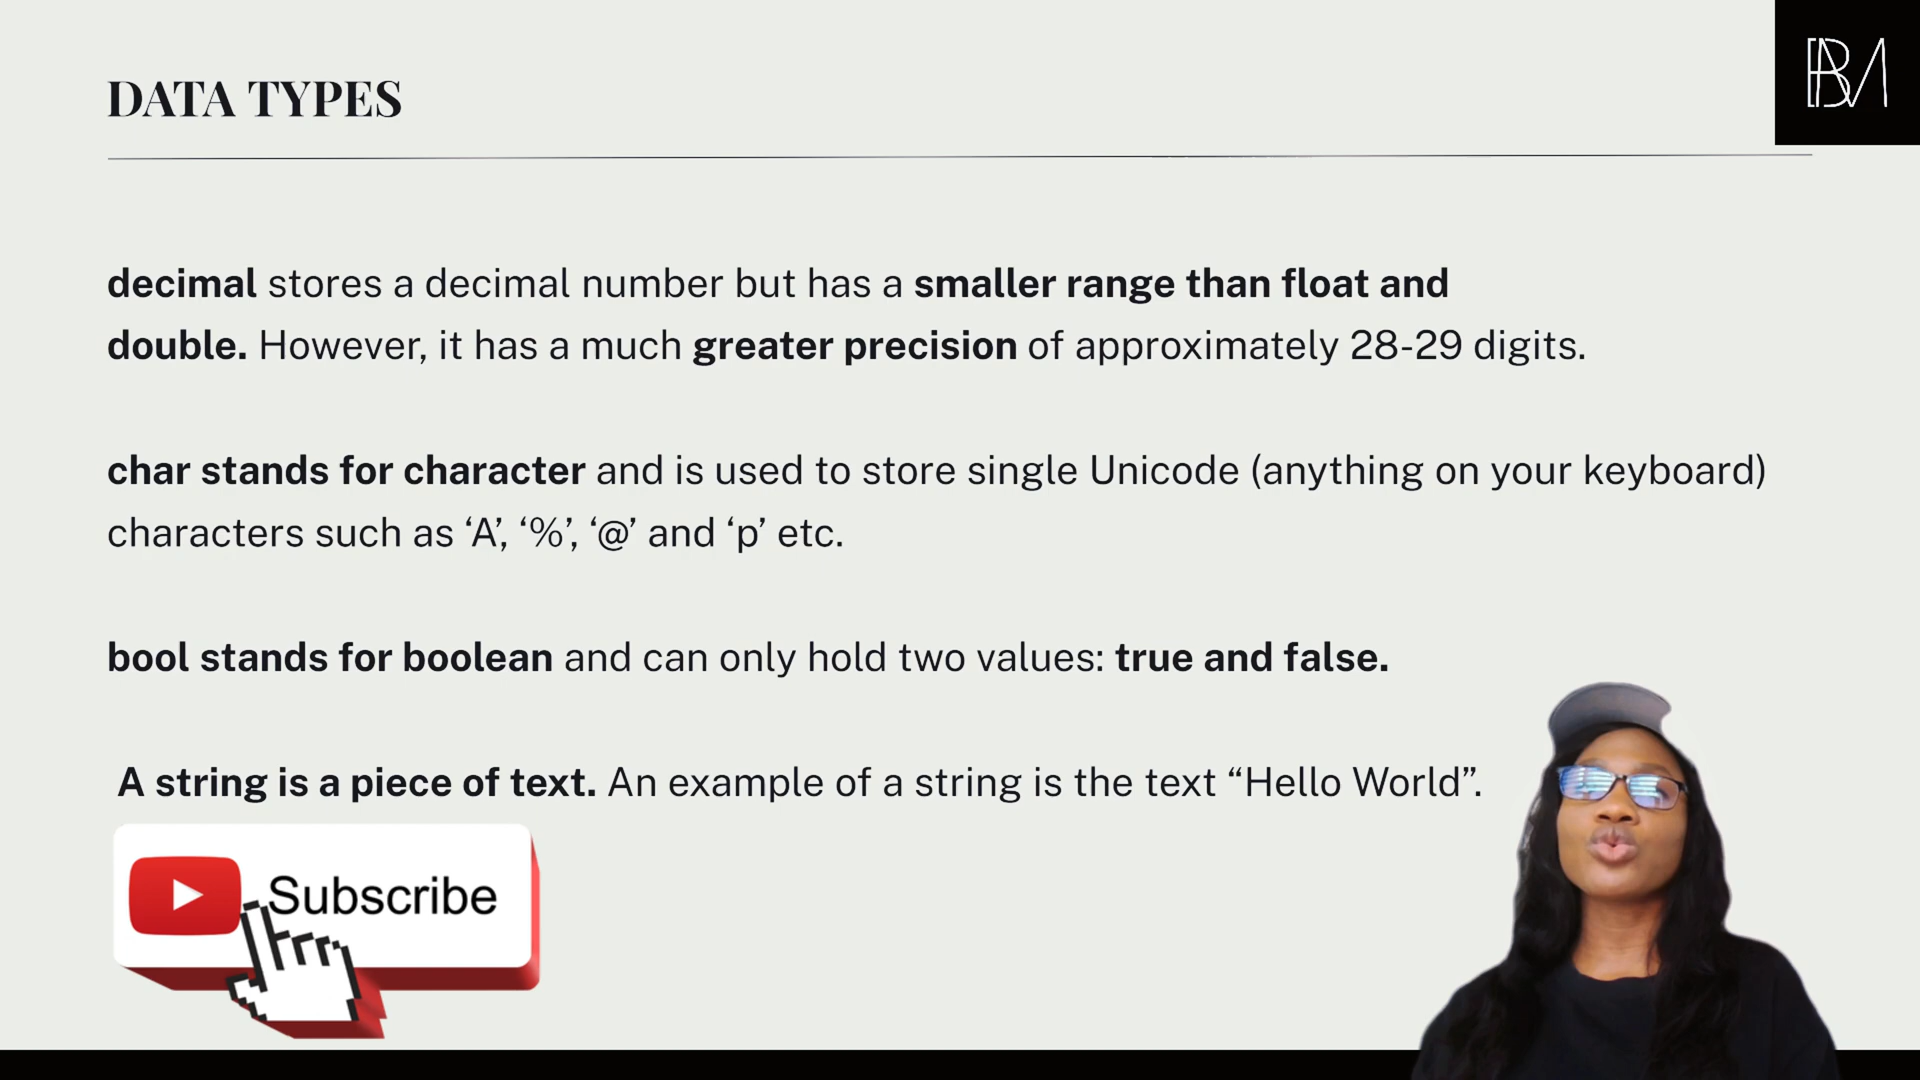 DATA TYPES
decimal stores a decimal number but has a smaller range than float and
double. However, it has a much greater precision of approximately 28-29 digits.
char stands for character and is used to store single Unicode (anything on your keyboard)
characters such as ‘A’, ‘%’, ‘@’ and ‘p’ etc.
bool stands for boolean and can only hold two values: true and false.
A string is a piece of text. An example of a string is the text “Hello World”.
Subscribe